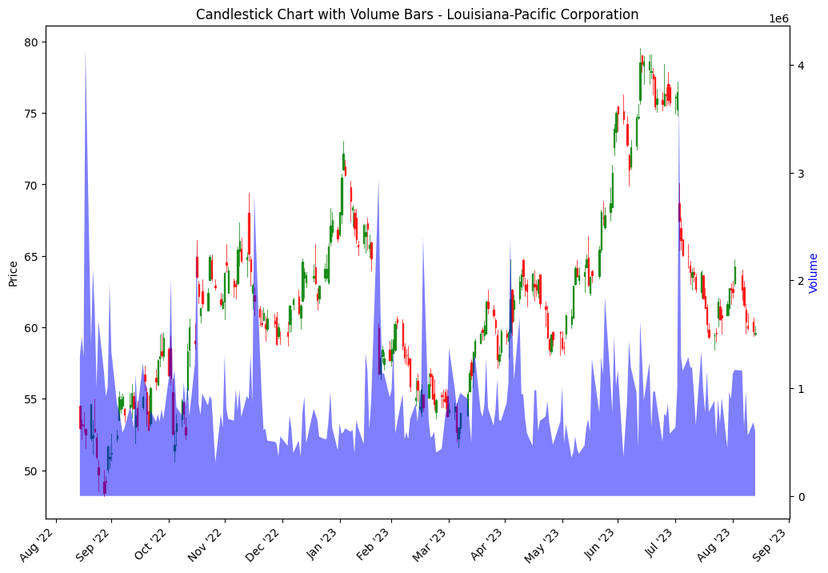 Candlestick Chart with Volume Bars - Louisiana-Pacific Corporation
1e6
80
75
70
65
60
55
50
Price
4
3
2
1
0
Volume
Aug '22
Sep '22
Oct '22
Nov '22
Dec '22
Jan '23
Feb '23
Mar '23
Apr '23
May '23
Jun '23
Jul '23
Aug '23
Sep '23